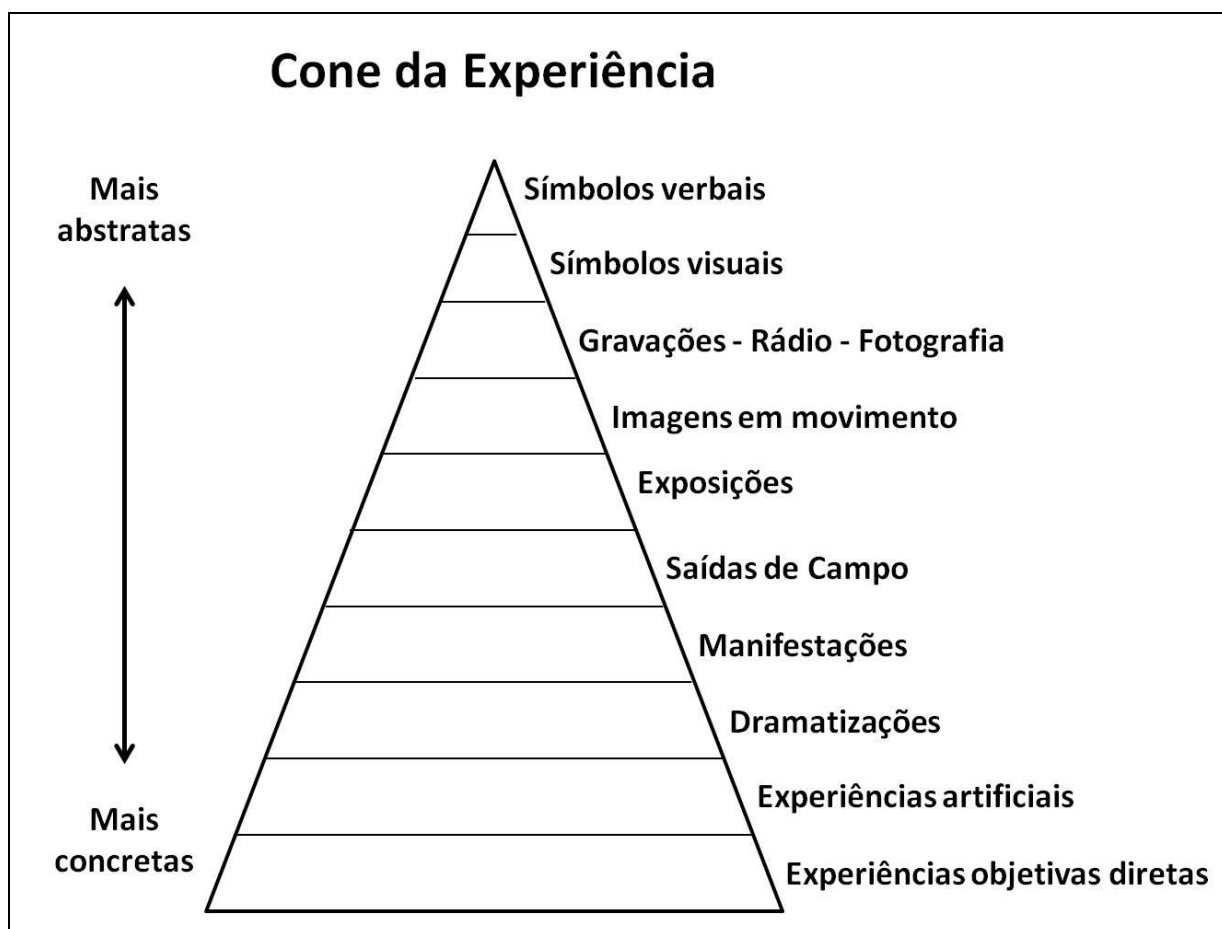 Cone da Experiência
Mais
abstratas
Símbolos verbais
Símbolos visuais
Gravações - Rádio - Fotografia
Imagens em movimento
Exposições
Saídas de Campo
Manifestações
Dramatizações
Experiências artificiais
Mais
concretas
Experiências objetivas diretas